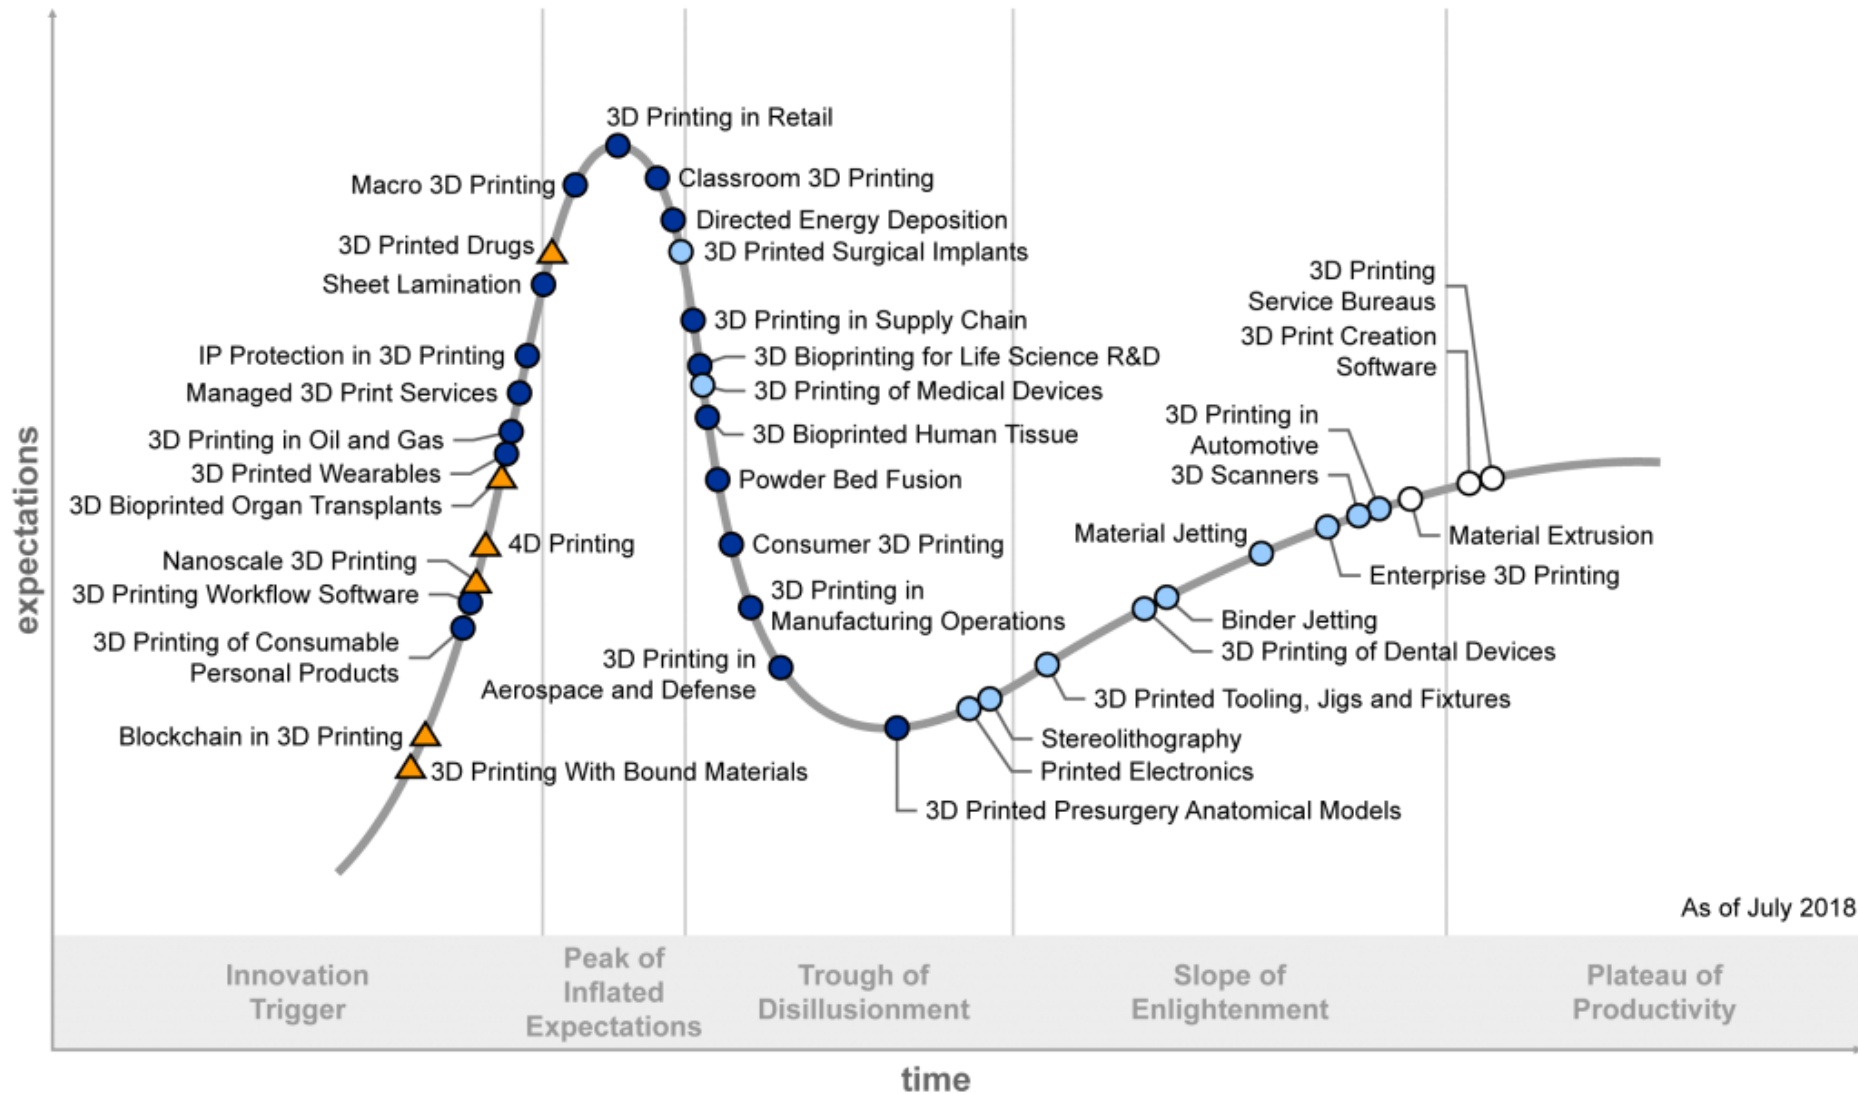 3D Printing in Retail
Macro 3D Printing
Classroom 3D Printing
Directed Energy Deposition
3D Printed Drugs
3D Printed Surgical Implants
Sheet Lamination
3D Printing
Service Bureaus
3D Printing in Supply Chain
3D Print Creation
Software
IP Protection in 3D Printing
3D Bioprinting for Life Science R&D
Managed 3D Print Services
3D Printing of Medical Devices
3D Printing in
Automotive
3D Printing in Oil and Gas
3D Bioprinted Human Tissue
3D Printed Wearables
3D Scanners
Powder Bed Fusion
3D Bioprinted Organ Transplants
4D Printing
Consumer 3D Printing
Material Jetting
Material Extrusion
Nanoscale 3D Printing
Enterprise 3D Printing
3D Printing Workflow Software
3D Printing in
Manufacturing Operations
Binder Jetting
3D Printing of Consumable
Personal Products
3D Printing of Dental Devices
3D Printing in
Aerospace and Defense
3D Printed Tooling, Jigs and Fixtures
Blockchain in 3D Printing
Stereolithography
3D Printing With Bound Materials
Printed Electronics
3D Printed Presurgery Anatomical Models
expectations
As of July 2018
Innovation
Trigger
Peak of
Inflated
Expectations
Trough of
Disillusionment
Slope of
Enlightenment
Plateau of
Productivity
time